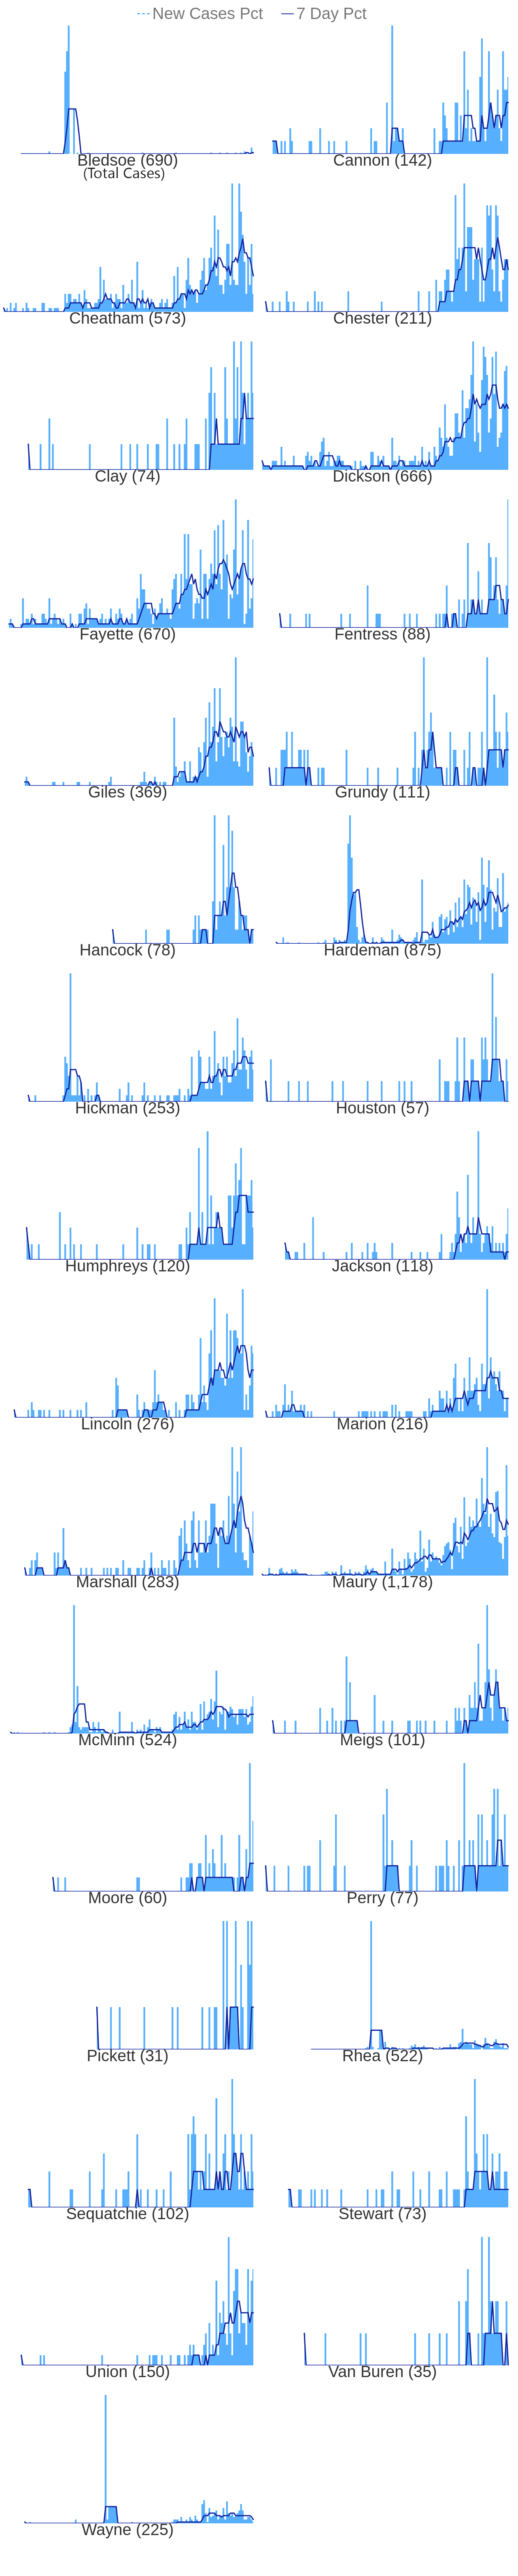 New Cases Pct 7 Day Pct
Bledsoe (690) Cannon (142)
(Total Cases)
Cheatham (573) Chester (211)
Clay (74) Dickson (666)
Fayette (670) Fentress (88)
Giles (369) Grundy (111)
Hancock (78) Hardeman (875)
Hickman (253) Houston (57)
Humphreys (120) Jackson (118)
Lincoln (276) Marion (216)
Marshall (283) Maury (1,178)
McMinn (524) Meigs (101)
Moore (60) Perry (77)
Pickett (31) Rhea (522)
Sequatchie (102) Stewart (73)
Union (150) Van Buren (35)
Wayne (225)